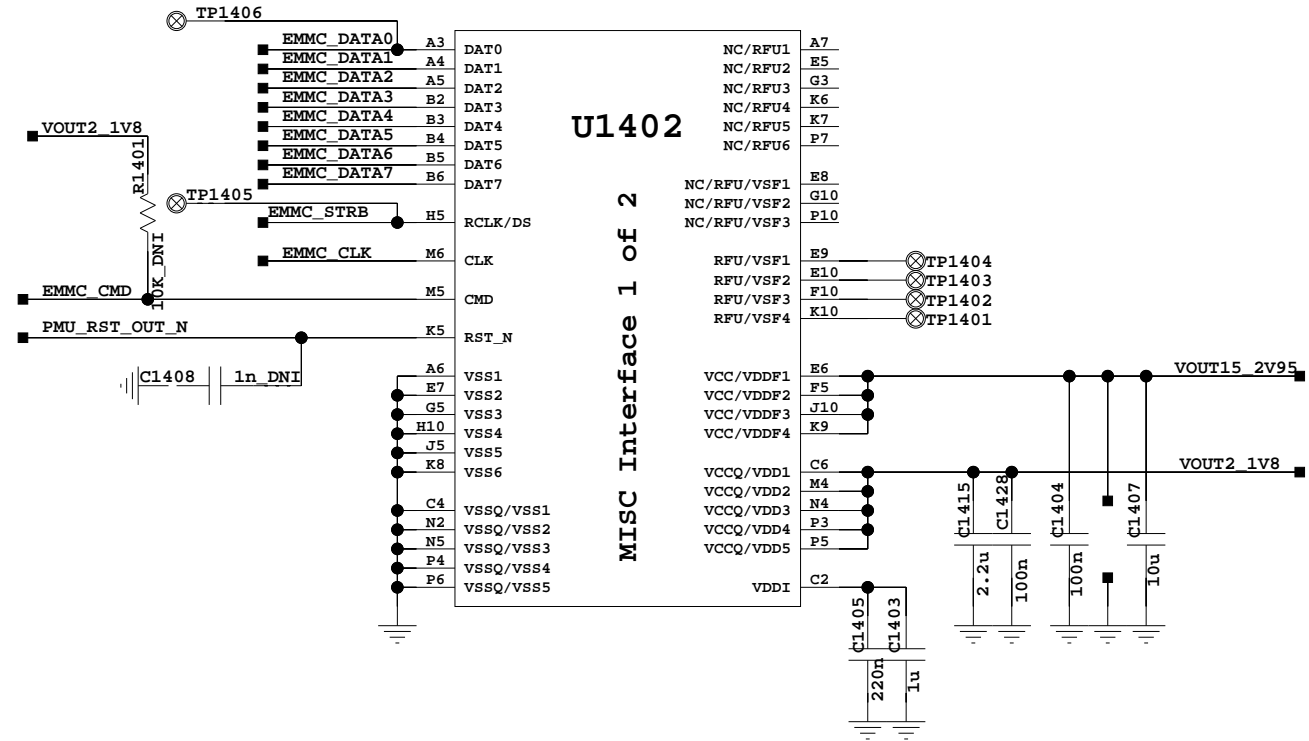 TP1406
EMMC_DATA0
EMMC_DATA1
EMMC_DATA2
EMMC_DATA3
EMMC_DATA4
EMMC_DATA5
EMMC_DATA6
EMMC_DATA7
A3 DAT0
A4 DAT1
A5 DAT2
B2 DAT3
B3 DAT4
B4 DAT5
B5 DAT6
B6 DAT7
VOUT2_1V8
R1401
10K_DNI
TP1405
EMMC_STRB H5 RCLK/DS
EMMC_CLK M6 CLK
EMMC_CMD M5 CMD
PMU_RST_OUT_N K5 RST_N
C1408 1n_DNI
A6 VSS1
E7 VSS2
G5 VSS3
H10 VSS4
J5 VSS5
K8 VSS6
C4 VSSQ/VSS1
N2 VSSQ/VSS2
N5 VSSQ/VSS3
P4 VSSQ/VSS4
P6 VSSQ/VSS5
U1402
MISC Interface 1 of 2
NC/RFU1 A7
NC/RFU2 E5
NC/RFU3 G3
NC/RFU4 K6
NC/RFU5 K7
NC/RFU6 P7
NC/RFU/VSF1 E8
NC/RFU/VSF2 G10
NC/RFU/VSF3 P10
RFU/VSF1 E9 TP1404
RFU/VSF2 E10 TP1403
RFU/VSF3 F10 TP1402
RFU/VSF4 K10 TP1401
VCC/VDDF1 E6
VCC/VDDF2 F5
VCC/VDDF3 J10
VCC/VDDF4 K9
VOUT15_2V95
VCCQ/VDD1 C6
VCCQ/VDD2 M4
VCCQ/VDD3 N4
VCCQ/VDD4 P3
VCCQ/VDD5 P5
VOUT2_1V8
VDDI C2
C1405
220n
C1403
1u
C1415
2.2u
C1428
100n
C1404
100n
C1407
10u